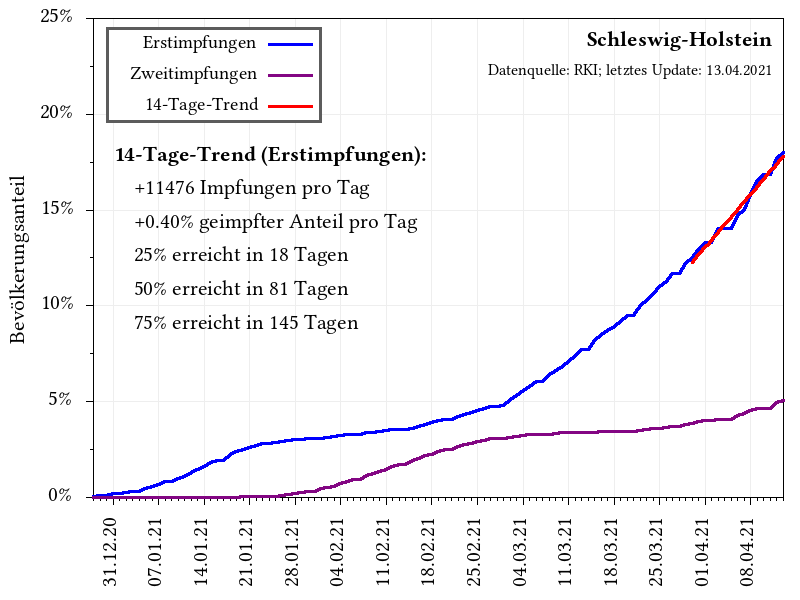 25%
20%
15%
10%
5%
0%
Bevölkerungsanteil
Erstimpfungen
Zweitimpfungen
14-Tage-Trend
Schleswig-Holstein
Datenquelle: RKI; letztes Update: 13.04.2021
14-Tage-Trend (Erstimpfungen):
+11476 Impfungen pro Tag
+0.40% geimpfter Anteil pro Tag
25% erreicht in 18 Tagen
50% erreicht in 81 Tagen
75% erreicht in 145 Tagen
31.12.20
07.01.21
14.01.21
21.01.21
28.01.21
04.02.21
11.02.21
18.02.21
25.02.21
04.03.21
11.03.21
18.03.21
25.03.21
01.04.21
08.04.21